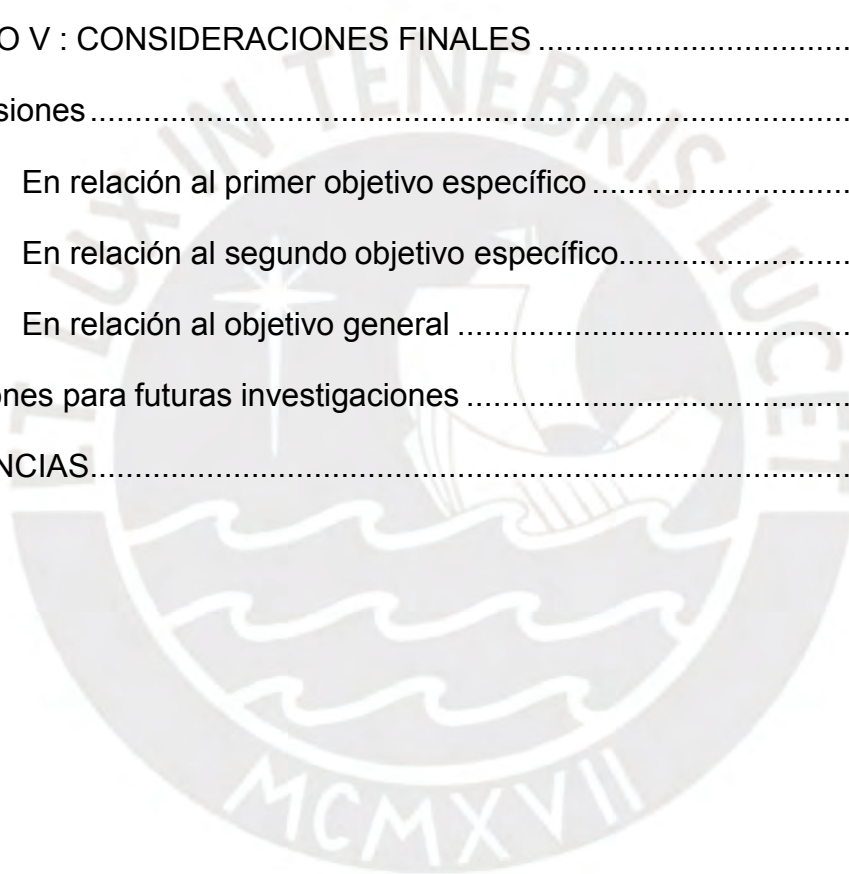 O V : CONSIDERACIONES FINALES ..........................................
siones ........................................................................................................
En relación al primer objetivo específico ...................................
En relación al segundo objetivo específico................................
En relación al objetivo general ......................................................
ones para futuras investigaciones ....................................................
NCIAS........................................................................................................
ET LUX IN TENEBRIS LUCET
MCMXVII